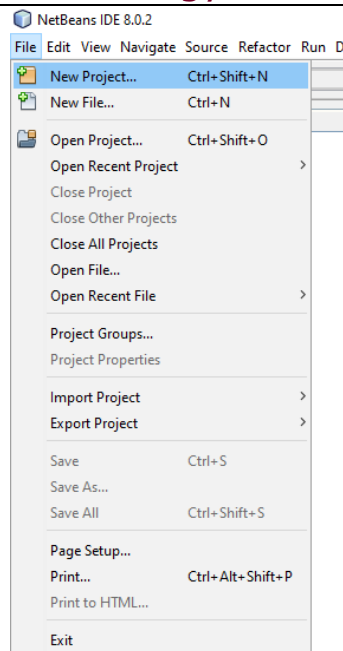 NetBeans IDE 8.0.2
File Edit View Navigate Source Refactor Run D
New Project... Ctrl+Shift+N
New File... Ctrl+N
Open Project... Ctrl+Shift+O
Open Recent Project >
Close Project
Close Other Projects
Close All Projects
Open File...
Open Recent File >
Project Groups...
Project Properties
Import Project >
Export Project >
Save Ctrl+S
Save As...
Save All Ctrl+Shift+S
Page Setup...
Print... Ctrl+Alt+Shift+P
Print to HTML...
Exit